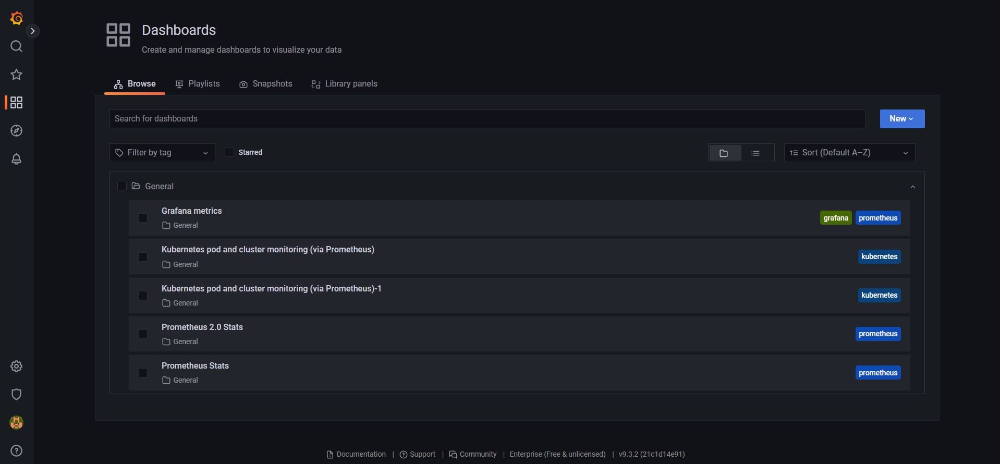 Dashboards
Create and manage dashboards to visualize your data
Browse Playlists Snapshots Library panels
Search for dashboards New
Filter by tag Starred Sort (Default A–Z)
General
Grafana metrics
General grafana prometheus
Kubernetes pod and cluster monitoring (via Prometheus)
General kubernetes
Kubernetes pod and cluster monitoring (via Prometheus)-1
General kubernetes
Prometheus 2.0 Stats
General prometheus
Prometheus Stats
General prometheus
Documentation | Support | Community | Enterprise (Free & unlicensed) | v9.3.2 (21c1d14e91)